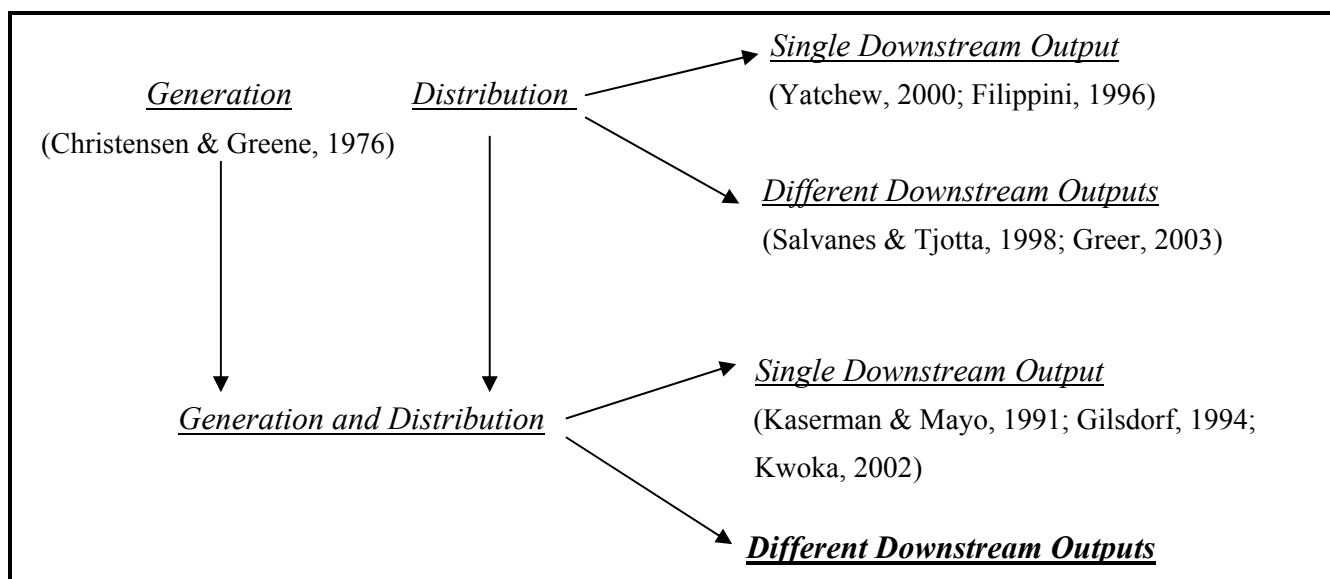 Single Downstream Output
(Yatchew, 2000; Filippini, 1996)
Generation
Distribution
(Christensen & Greene, 1976)
Different Downstream Outputs
(Salvanes & Tjotta, 1998; Greer, 2003)
Single Downstream Output
(Kaserman & Mayo, 1991; Gilsdorf, 1994;
Kwoka, 2002)
Generation and Distribution
Different Downstream Outputs